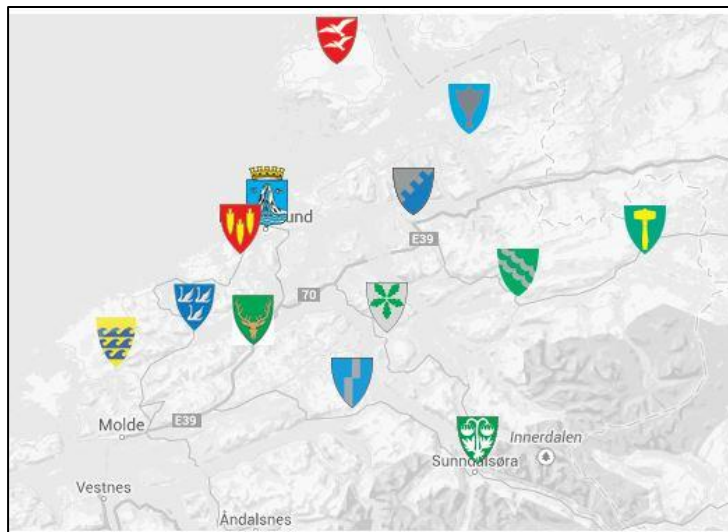 und
E39
70
E39
Molde
Innerdalen
Sunndalsøra
Vestnes
Åndalsnes